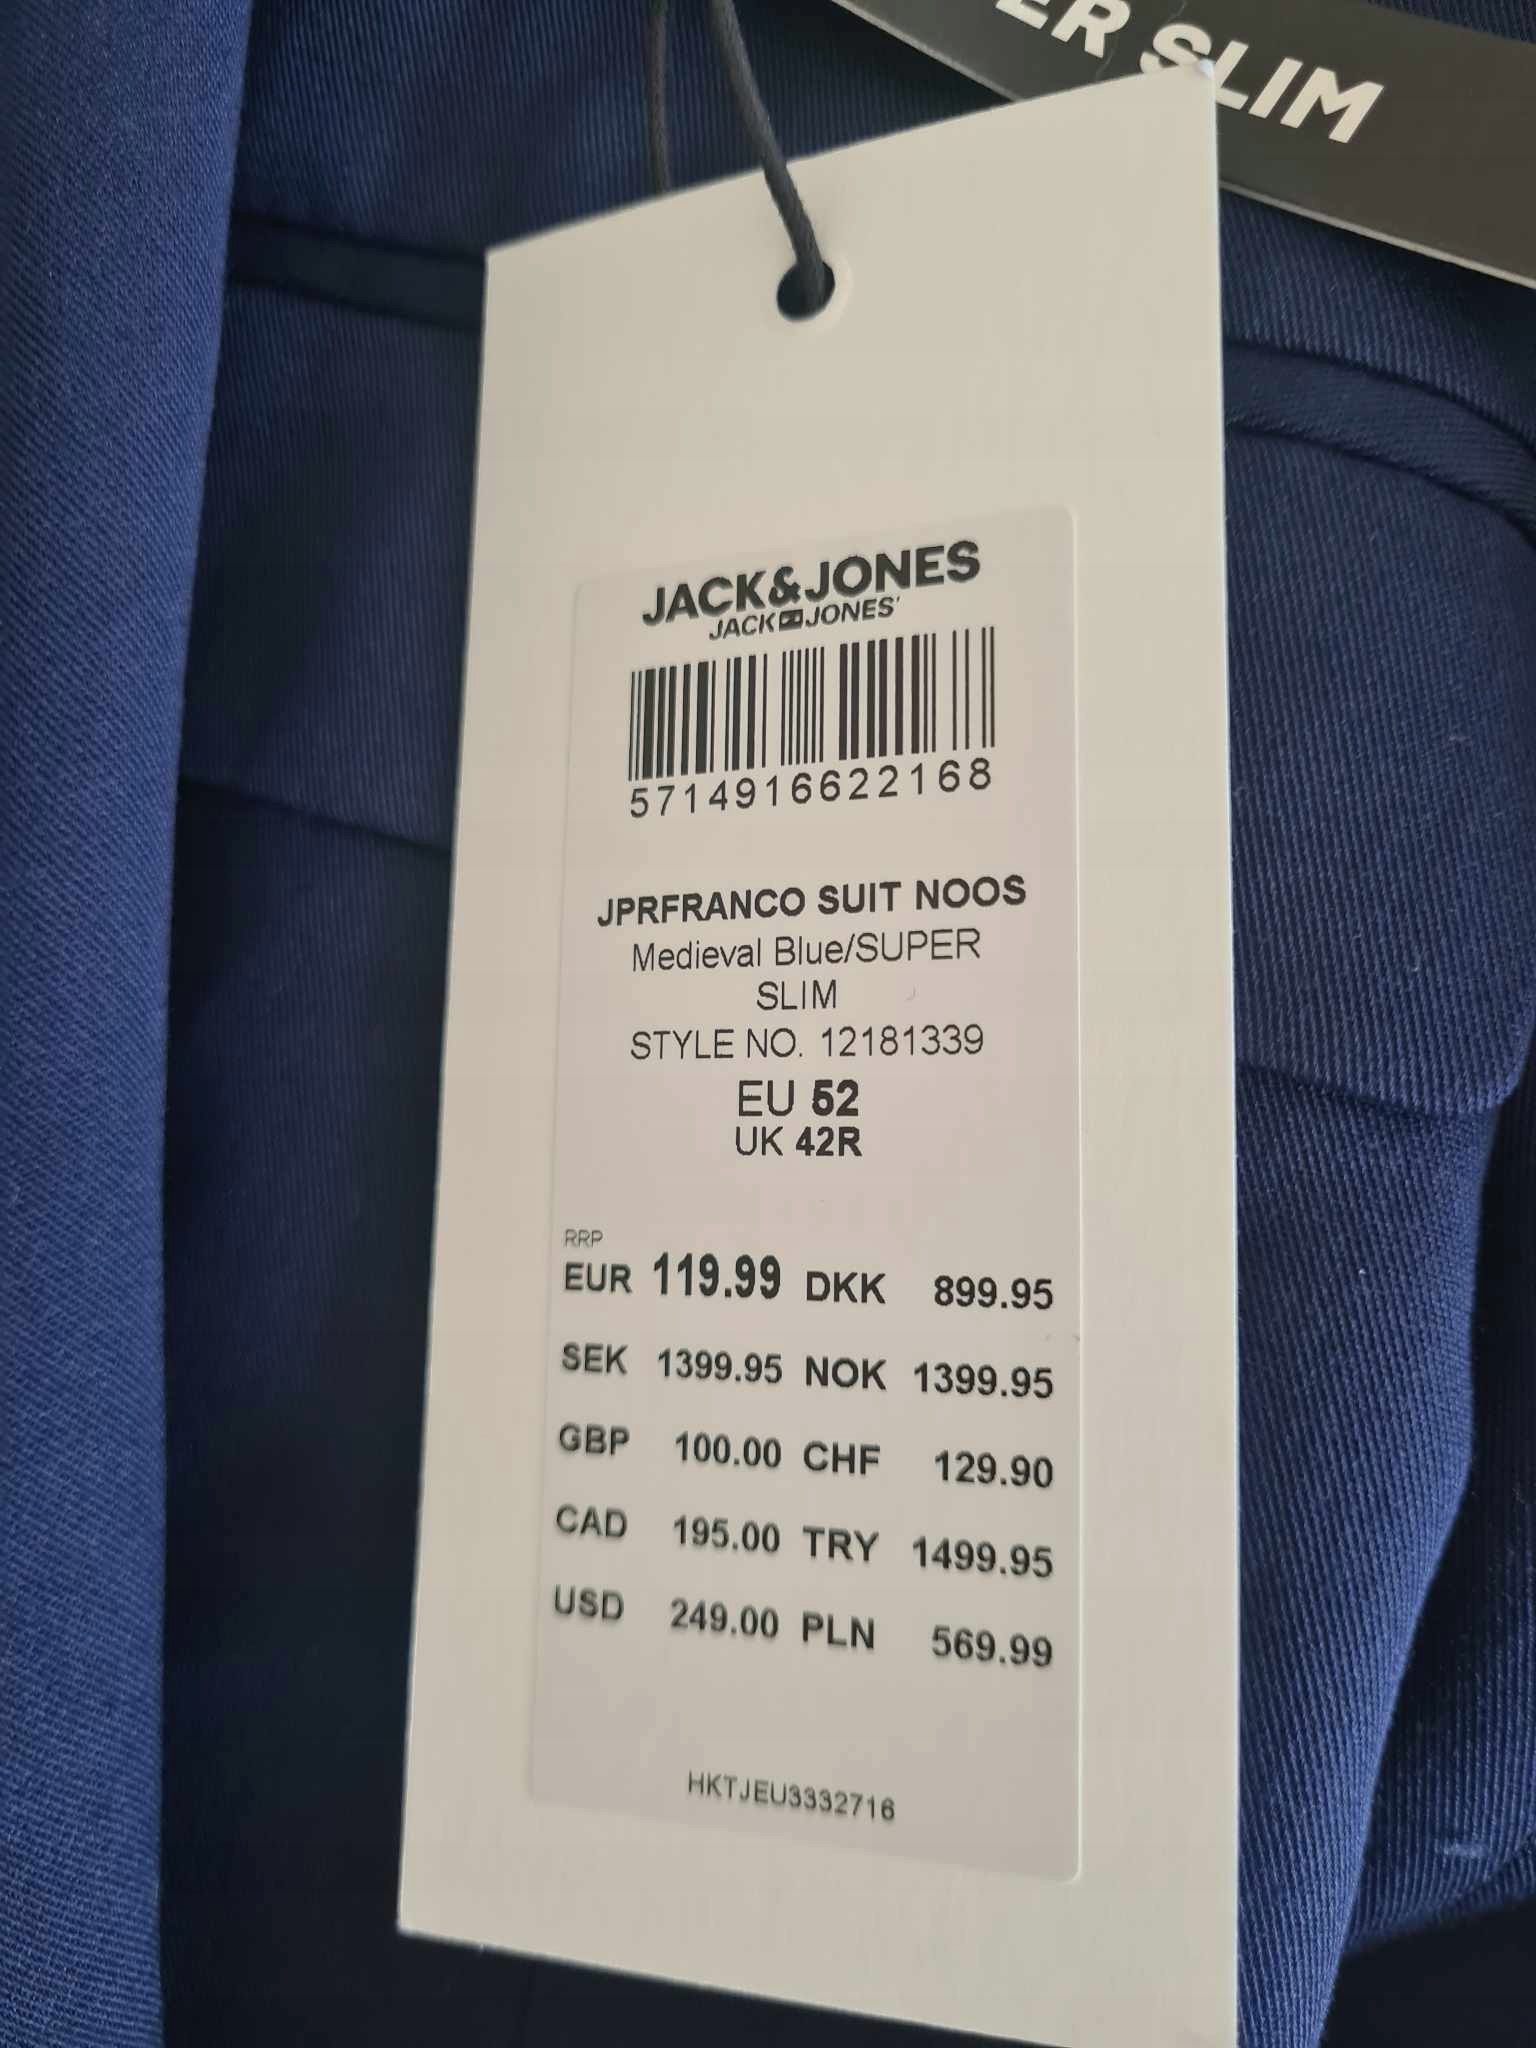 ER SLIM
JACK&JONES
JACK JONES
5714916622168
JPRFRANCO SUIT NOOS
Medieval Blue/SUPER
SLIM
STYLE NO. 12181339
EU 52
UK 42R
RRP
EUR 119.99 DKK 899.95
SEK 1399.95 NOK 1399.95
GBP 100.00 CHF 129.90
CAD 195.00 TRY 1499.95
USD 249.00 PLN 569.99
HKTJEU3332716